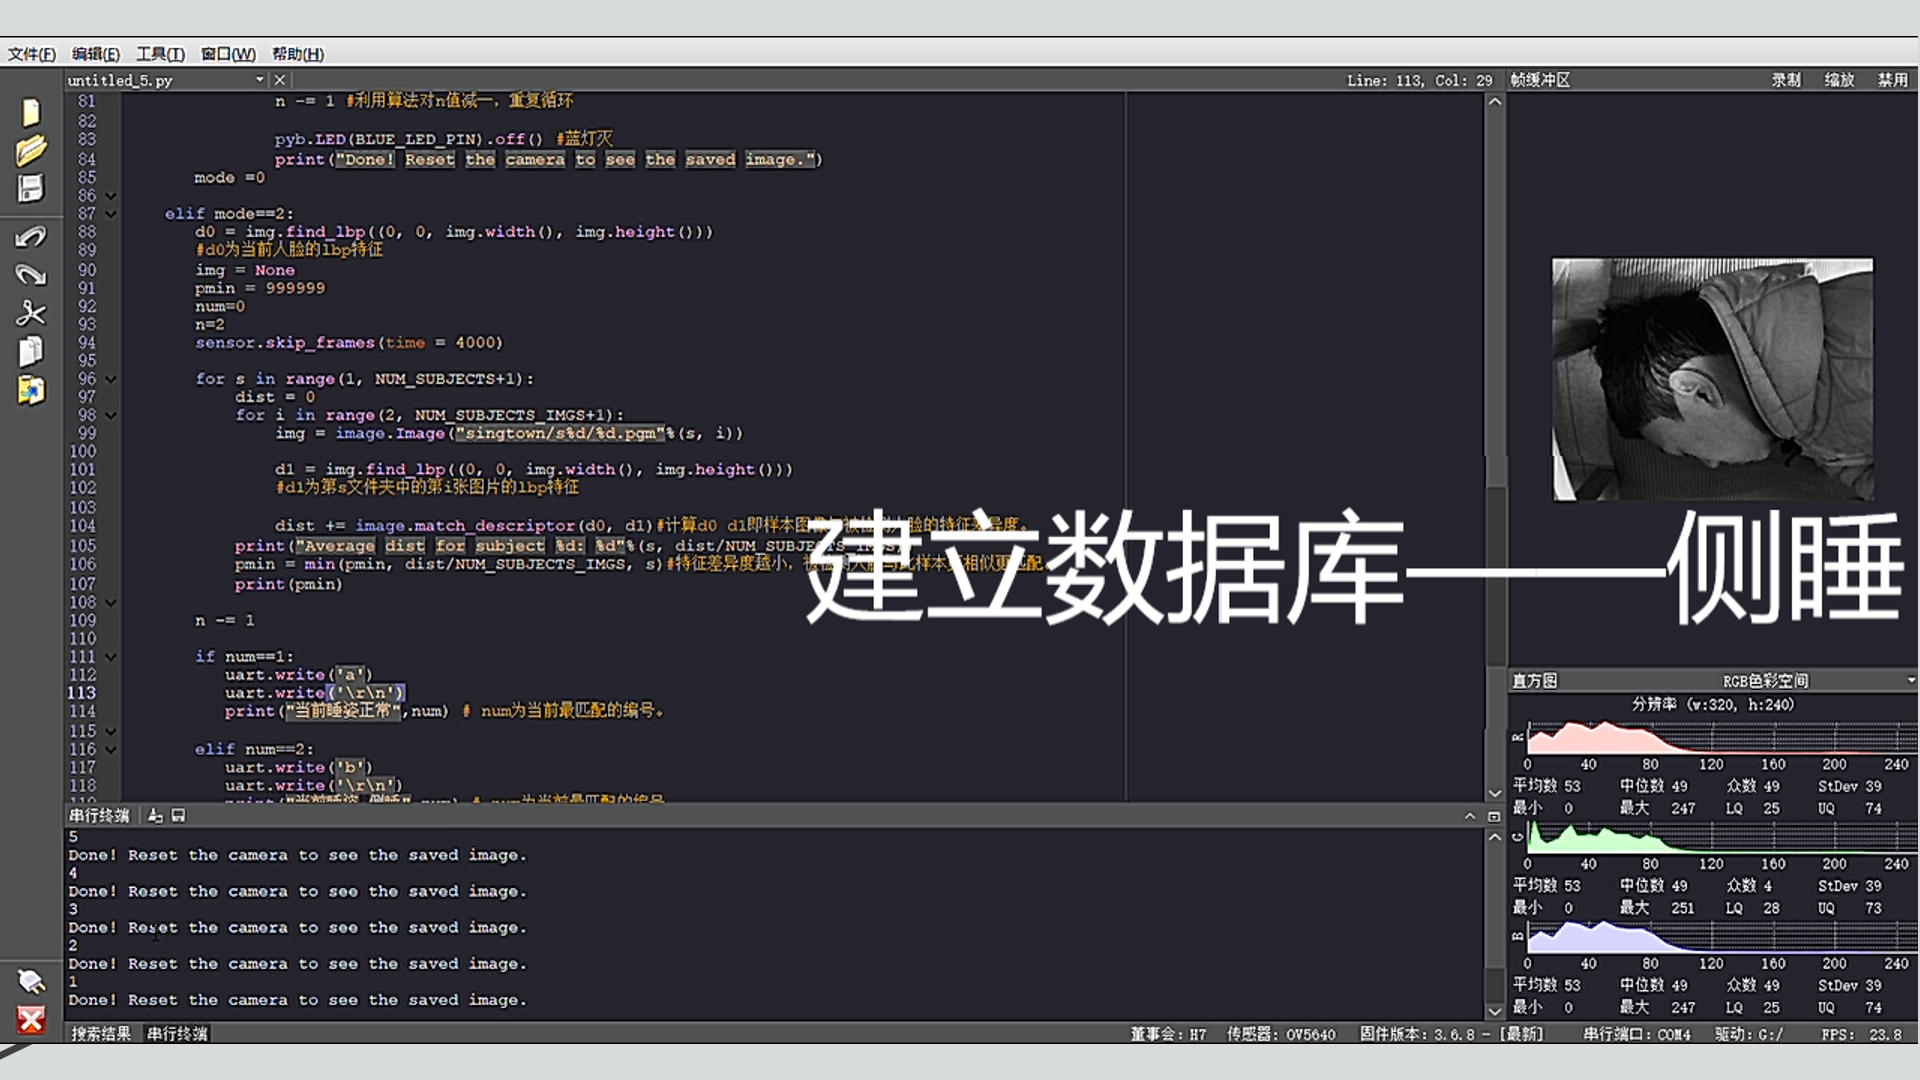 文件(F) 编辑(E) 工具(T) 窗口(W) 帮助(H)
untitled_5.py
Line: 113, Col: 29
帧缓冲区 录制 缩放 禁用
81 n -= 1 #利用算法对n值减一，重复循环
82
83 pyb.LED(BLUE_LED_PIN).off() #蓝灯灭
84 print("Done! Reset the camera to see the saved image.")
85 mode =0
86
87 elif mode==2:
88 d0 = img.find_lbp((0, 0, img.width(), img.height()))
89 #d0为当前人脸的lbp特征
90 img = None
91 pmin = 999999
92 num=0
93 n=2
94 sensor.skip_frames(time = 4000)
95
96 for s in range(1, NUM_SUBJECTS+1):
97 dist = 0
98 for i in range(2, NUM_SUBJECTS_IMGS+1):
99 img = image.Image("singtown/s%d/%d.pgm"%(s, i))
100
101 d1 = img.find_lbp((0, 0, img.width(), img.height()))
102 #d1为第s文件夹中的第i张图片的lbp特征
103
104 dist += image.match_descriptor(d0, d1)#计算d0 d1即样本图像与被检测人脸的特征差异度。
105 print("Average dist for subject %d: %d"%(s, dist/NUM_SUBJECTS_IMGS
106 pmin = min(pmin, dist/NUM_SUBJECTS_IMGS, s)#特征差异度越小，被检测人脸与此样本更相似更匹配
107 print(pmin)
108
109 n -= 1
110
111 if num==1:
112 uart.write('a')
113 uart.write('\r\n')
114 print("当前睡姿正常",num) # num为当前最匹配的编号。
115
116 elif num==2:
117 uart.write('b')
118 uart.write('\r\n')
建立数据库——侧睡
串行终端
5
Done! Reset the camera to see the saved image.
4
Done! Reset the camera to see the saved image.
3
Done! Reset the camera to see the saved image.
2
Done! Reset the camera to see the saved image.
1
Done! Reset the camera to see the saved image.
搜索结果 串行终端
直方图 RGB色彩空间
分辨率 (w:320, h:240)
R
0 40 80 120 160 200 240
平均数 53 中位数 49 众数 49 StDev 39
最小 0 最大 247 LQ 25 UQ 74
G
0 40 80 120 160 200 240
平均数 53 中位数 49 众数 4 StDev 39
最小 0 最大 251 LQ 28 UQ 73
B
0 40 80 120 160 200 240
平均数 53 中位数 49 众数 49 StDev 39
最小 0 最大 247 LQ 25 UQ 74
董事会: H7 传感器: OV5640 固件版本: 3.6.8 - [最新] 串行端口: COM4 驱动: G:/ FPS: 23.8